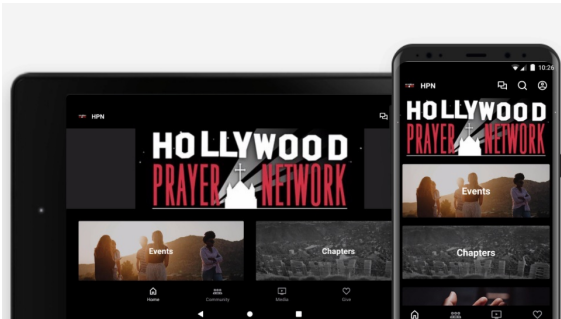 HPN
HOLLYWOOD
PRAYER NETWORK
Events
Chapters
Home
Community
Media
Give
10:26
HPN
HOLLYWOOD
PRAYER NETWORK
Events
Chapters